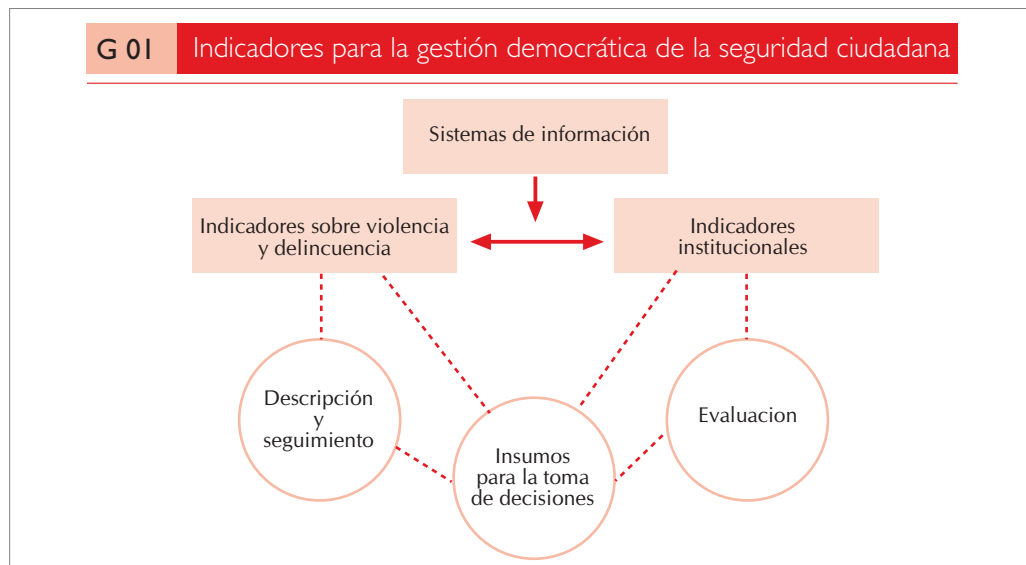 G 01
Indicadores para la gestión democrática de la seguridad ciudadana
Sistemas de información
Indicadores sobre violencia
y delincuencia
Indicadores
institucionales
Descripción
y
seguimiento
Insumos
para la toma
de decisiones
Evaluacion